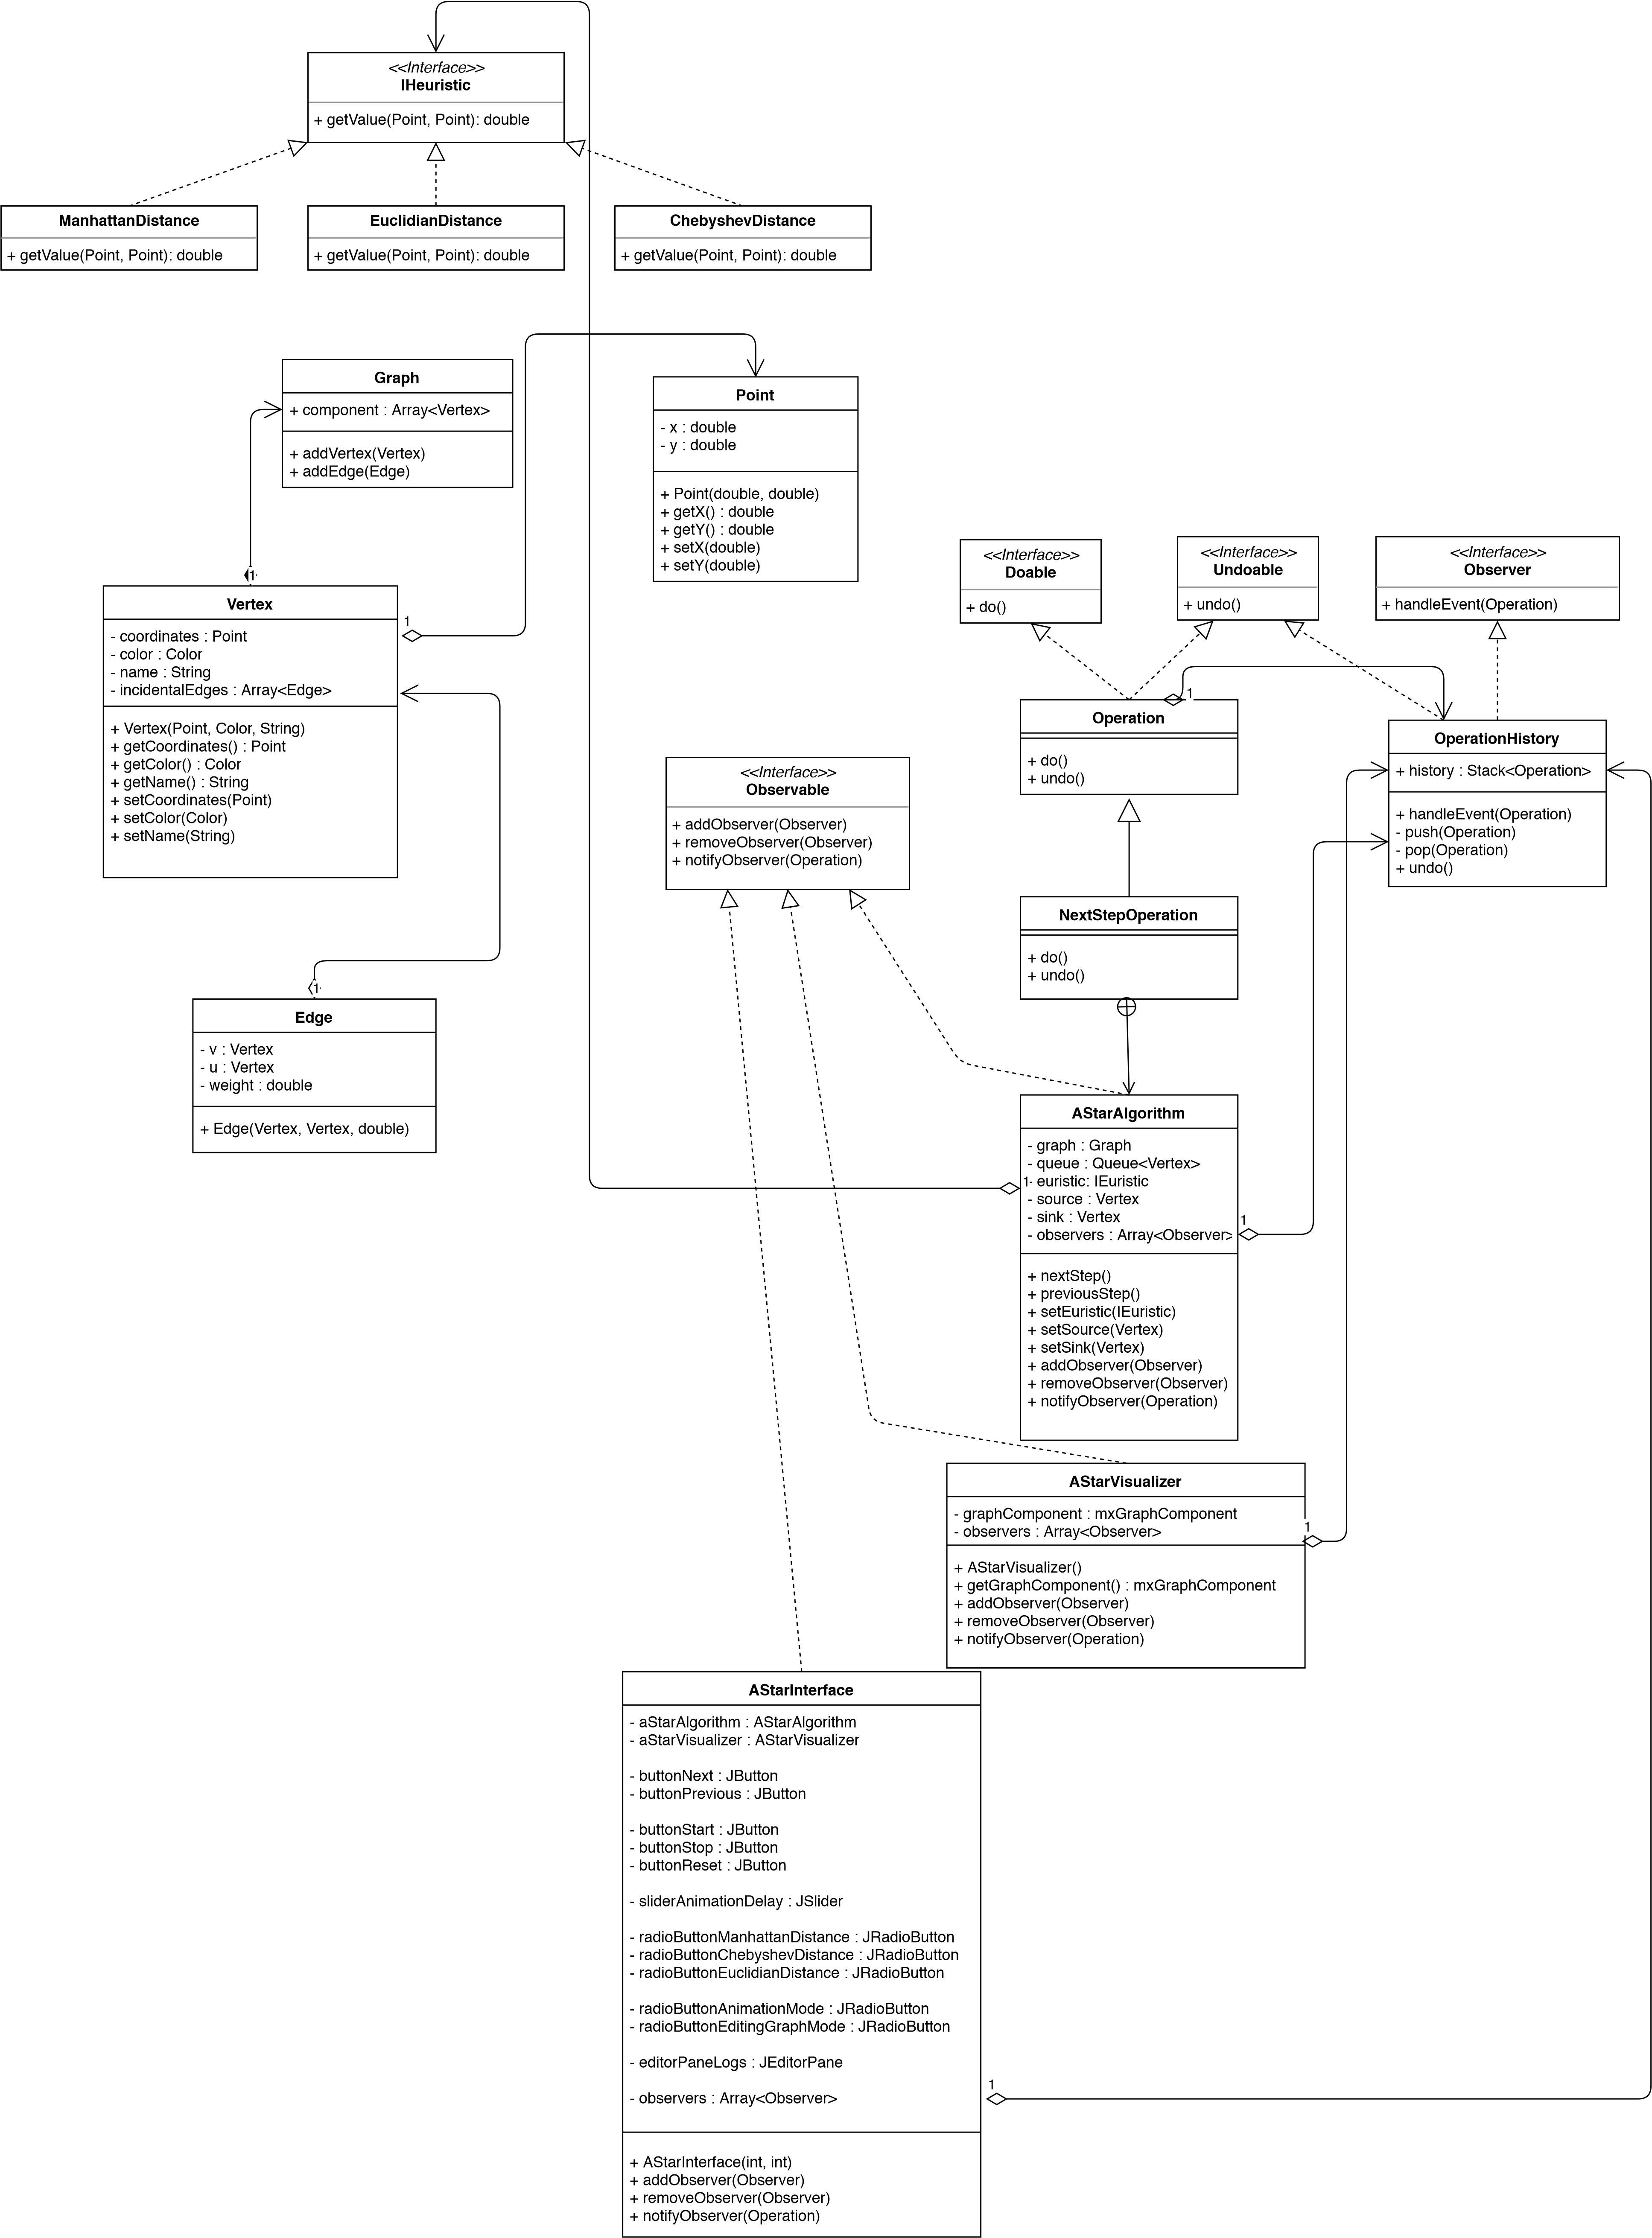 <<Interface>>
IHeuristic
+ getValue(Point, Point): double
ManhattanDistance
+ getValue(Point, Point): double
EuclidianDistance
+ getValue(Point, Point): double
ChebyshevDistance
+ getValue(Point, Point): double
Graph
+ component : Array<Vertex>
+ addVertex(Vertex)
+ addEdge(Edge)
Point
- x : double
- y : double
+ Point(double, double)
+ getX() : double
+ getY() : double
+ setX(double)
+ setY(double)
1
Vertex
- coordinates : Point
- color : Color
- name : String
- incidentalEdges : Array<Edge>
+ Vertex(Point, Color, String)
+ getCoordinates() : Point
+ getColor() : Color
+ getName() : String
+ setCoordinates(Point)
+ setColor(Color)
+ setName(String)
1
<<Interface>>
Doable
+ do()
<<Interface>>
Undoable
+ undo()
<<Interface>>
Observer
+ handleEvent(Operation)
1
Operation
+ do()
+ undo()
OperationHistory
+ history : Stack<Operation>
+ handleEvent(Operation)
- push(Operation)
- pop(Operation)
+ undo()
<<Interface>>
Observable
+ addObserver(Observer)
+ removeObserver(Observer)
+ notifyObserver(Operation)
NextStepOperation
+ do()
+ undo()
1
Edge
- v : Vertex
- u : Vertex
- weight : double
+ Edge(Vertex, Vertex, double)
AStarAlgorithm
- graph : Graph
- queue : Queue<Vertex>
1
- euristic: IEuristic
- source : Vertex
- sink : Vertex
- observers : Array<Observer>
1
+ nextStep()
+ previousStep()
+ setEuristic(IEuristic)
+ setSource(Vertex)
+ setSink(Vertex)
+ addObserver(Observer)
+ removeObserver(Observer)
+ notifyObserver(Operation)
AStarVisualizer
- graphComponent : mxGraphComponent
- observers : Array<Observer>
1
+ AStarVisualizer()
+ getGraphComponent() : mxGraphComponent
+ addObserver(Observer)
+ removeObserver(Observer)
+ notifyObserver(Operation)
AStarInterface
- aStarAlgorithm : AStarAlgorithm
- aStarVisualizer : AStarVisualizer
- buttonNext : JButton
- buttonPrevious : JButton
- buttonStart : JButton
- buttonStop : JButton
- buttonReset : JButton
- sliderAnimationDelay : JSlider
- radioButtonManhattanDistance : JRadioButton
- radioButtonChebyshevDistance : JRadioButton
- radioButtonEuclidianDistance : JRadioButton
- radioButtonAnimationMode : JRadioButton
- radioButtonEditingGraphMode : JRadioButton
- editorPaneLogs : JEditorPane
- observers : Array<Observer>
1
+ AStarInterface(int, int)
+ addObserver(Observer)
+ removeObserver(Observer)
+ notifyObserver(Operation)